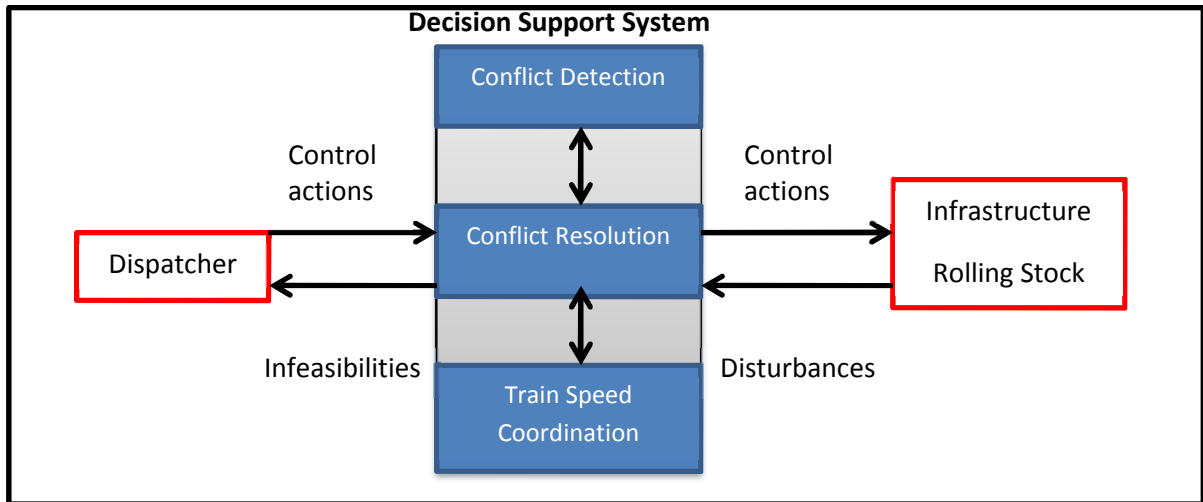 Decision Support System
Conflict Detection
Control
actions
Control
actions
Dispatcher
Conflict Resolution
Infrastructure
Rolling Stock
Infeasibilities
Disturbances
Train Speed
Coordination